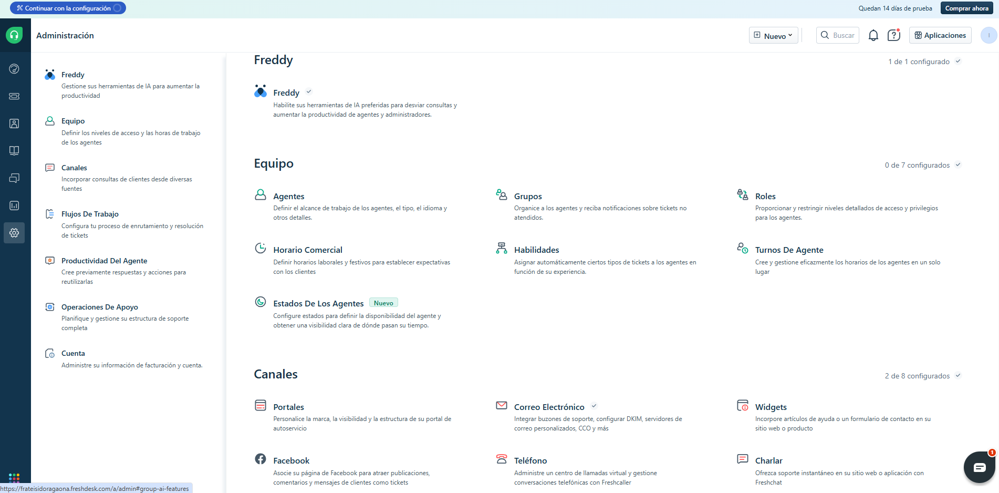 Continuar con la configuración
Quedan 14 días de prueba
Comprar ahora
Administración
Nuevo
Buscar
Aplicaciones
I
Freddy
Gestione sus herramientas de IA para aumentar la
productividad
Equipo
Definir los niveles de acceso y las horas de trabajo
de los agentes
Canales
Incorporar consultas de clientes desde diversas
fuentes
Flujos De Trabajo
Configura tu proceso de enrutamiento y resolución
de tickets
Productividad Del Agente
Cree previamente respuestas y acciones para
reutilizarlas
Operaciones De Apoyo
Planifique y gestione su estructura de soporte
completa
Cuenta
Administre su información de facturación y cuenta.
Freddy
1 de 1 configurado
Freddy
Habilite sus herramientas de IA preferidas para desviar consultas y
aumentar la productividad de agentes y administradores.
Equipo
0 de 7 configurados
Agentes
Definir el alcance de trabajo de los agentes, el tipo, el idioma y
otros detalles.
Grupos
Organice a los agentes y reciba notificaciones sobre tickets no
atendidos.
Roles
Proporcionar y restringir niveles detallados de acceso y privilegios
para los agentes.
Horario Comercial
Definir horarios laborales y festivos para establecer expectativas
con los clientes
Habilidades
Asignar automáticamente ciertos tipos de tickets a los agentes en
función de su experiencia.
Turnos De Agente
Cree y gestione eficazmente los horarios de los agentes en un solo
lugar
Estados De Los Agentes Nuevo
Configure estados para definir la disponibilidad del agente y
obtener una visibilidad clara de dónde pasan su tiempo.
Canales
2 de 8 configurados
Portales
Personalice la marca, la visibilidad y la estructura de su portal de
autoservicio
Correo Electrónico
Integrar buzones de soporte, configurar DKIM, servidores de
correo personalizados, CCO y más
Widgets
Incorpore artículos de ayuda o un formulario de contacto en su
sitio web o producto
Facebook
Asocie su página de Facebook para atraer publicaciones,
comentarios y mensajes de clientes como tickets
Teléfono
Administre un centro de llamadas virtual y gestione
conversaciones telefónicas con Freshcaller
Charlar
Ofrezca soporte instantáneo en su sitio web o aplicación con
Freshchat
1
https://frateisidoragaona.freshdesk.com/a/admin#group-ai-features